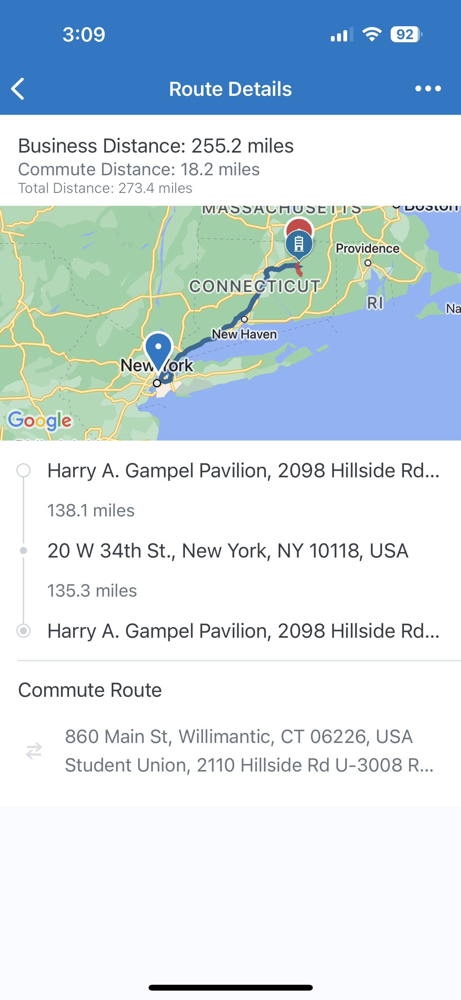 3:09
92
Route Details
Business Distance: 255.2 miles
Commute Distance: 18.2 miles
Total Distance: 273.4 miles
MASSACHUSETTS
Boston
Providence
CONNECTICUT
RI
Na
New Haven
New York
Google
Harry A. Gampel Pavilion, 2098 Hillside Rd...
138.1 miles
20 W 34th St., New York, NY 10118, USA
135.3 miles
Harry A. Gampel Pavilion, 2098 Hillside Rd...
Commute Route
860 Main St, Willimantic, CT 06226, USA
Student Union, 2110 Hillside Rd U-3008 R...